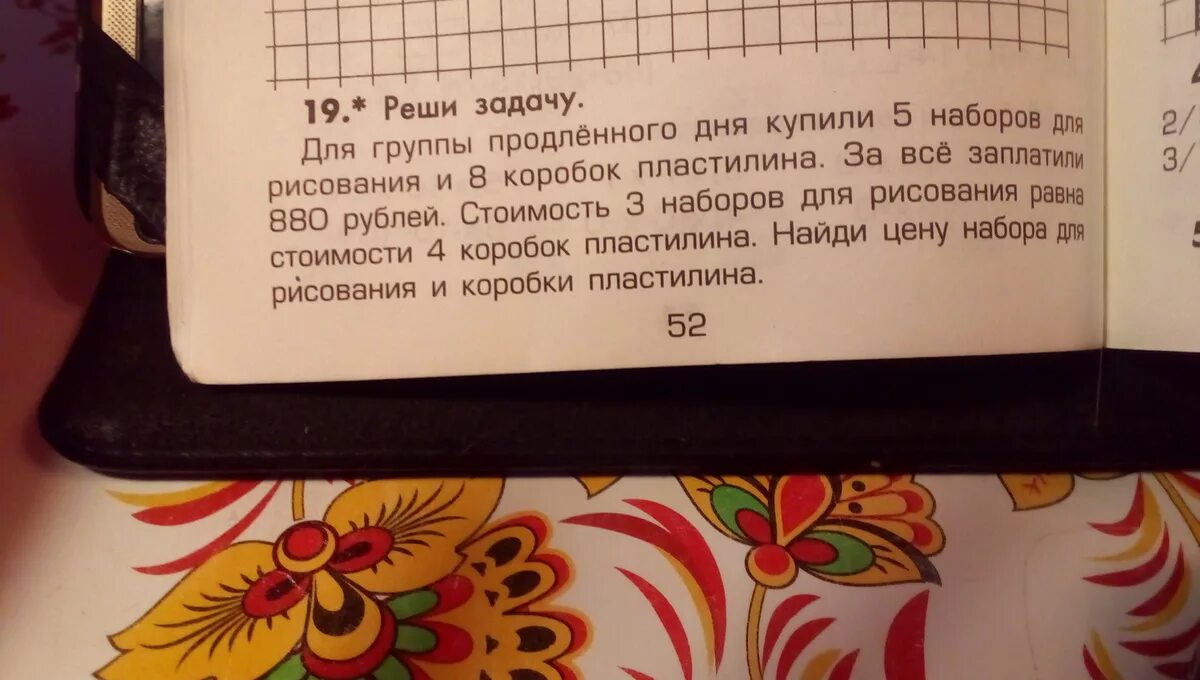 19.* Реши задачу.
Для группы продлённого дня купили 5 наборов для
рисования и 8 коробок пластилина. За всё заплатили
880 рублей. Стоимость 3 наборов для рисования равна
стоимости 4 коробок пластилина. Найди цену набора для
рисования и коробки пластилина.
52
2/
3/